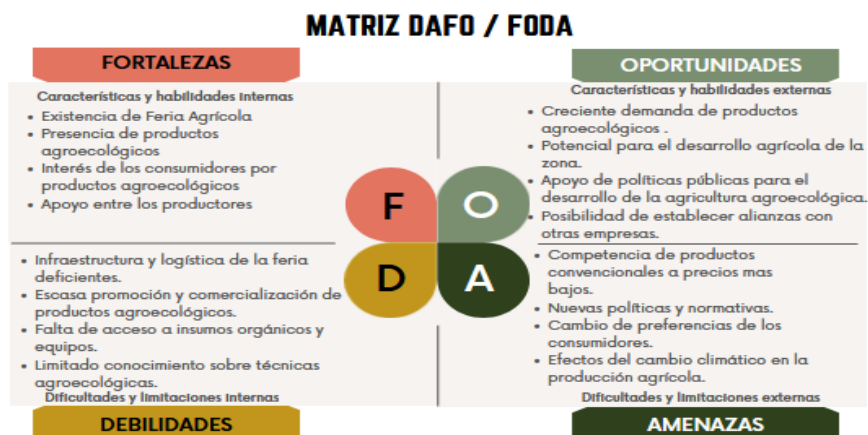 MATRIZ DAFO / FODA
FORTALEZAS
Características y habilidades internas
• Existencia de Feria Agrícola
• Presencia de productos
agroecológicos
• Interés de los consumidores por
productos agroecológicos
• Apoyo entre los productores
OPORTUNIDADES
Características y habilidades externas
• Creciente demanda de productos
agroecológicos .
• Potencial para el desarrollo agrícola de la
zona.
• Apoyo de políticas públicas para el
desarrollo de la agricultura agroecológica.
• Posibilidad de establecer alianzas con
otras empresas.
F
O
D
A
• Infraestructura y logística de la feria
deficientes.
• Escasa promoción y comercialización de
productos agroecológicos.
• Falta de acceso a insumos orgánicos y
equipos.
• Limitado conocimiento sobre técnicas
agroecológicas.
Dificultades y limitaciones internas
DEBILIDADES
• Competencia de productos
convencionales a precios mas
bajos.
• Nuevas políticas y normativas.
• Cambio de preferencias de los
consumidores.
• Efectos del cambio climático en la
producción agrícola.
Dificultades y limitaciones externas
AMENAZAS